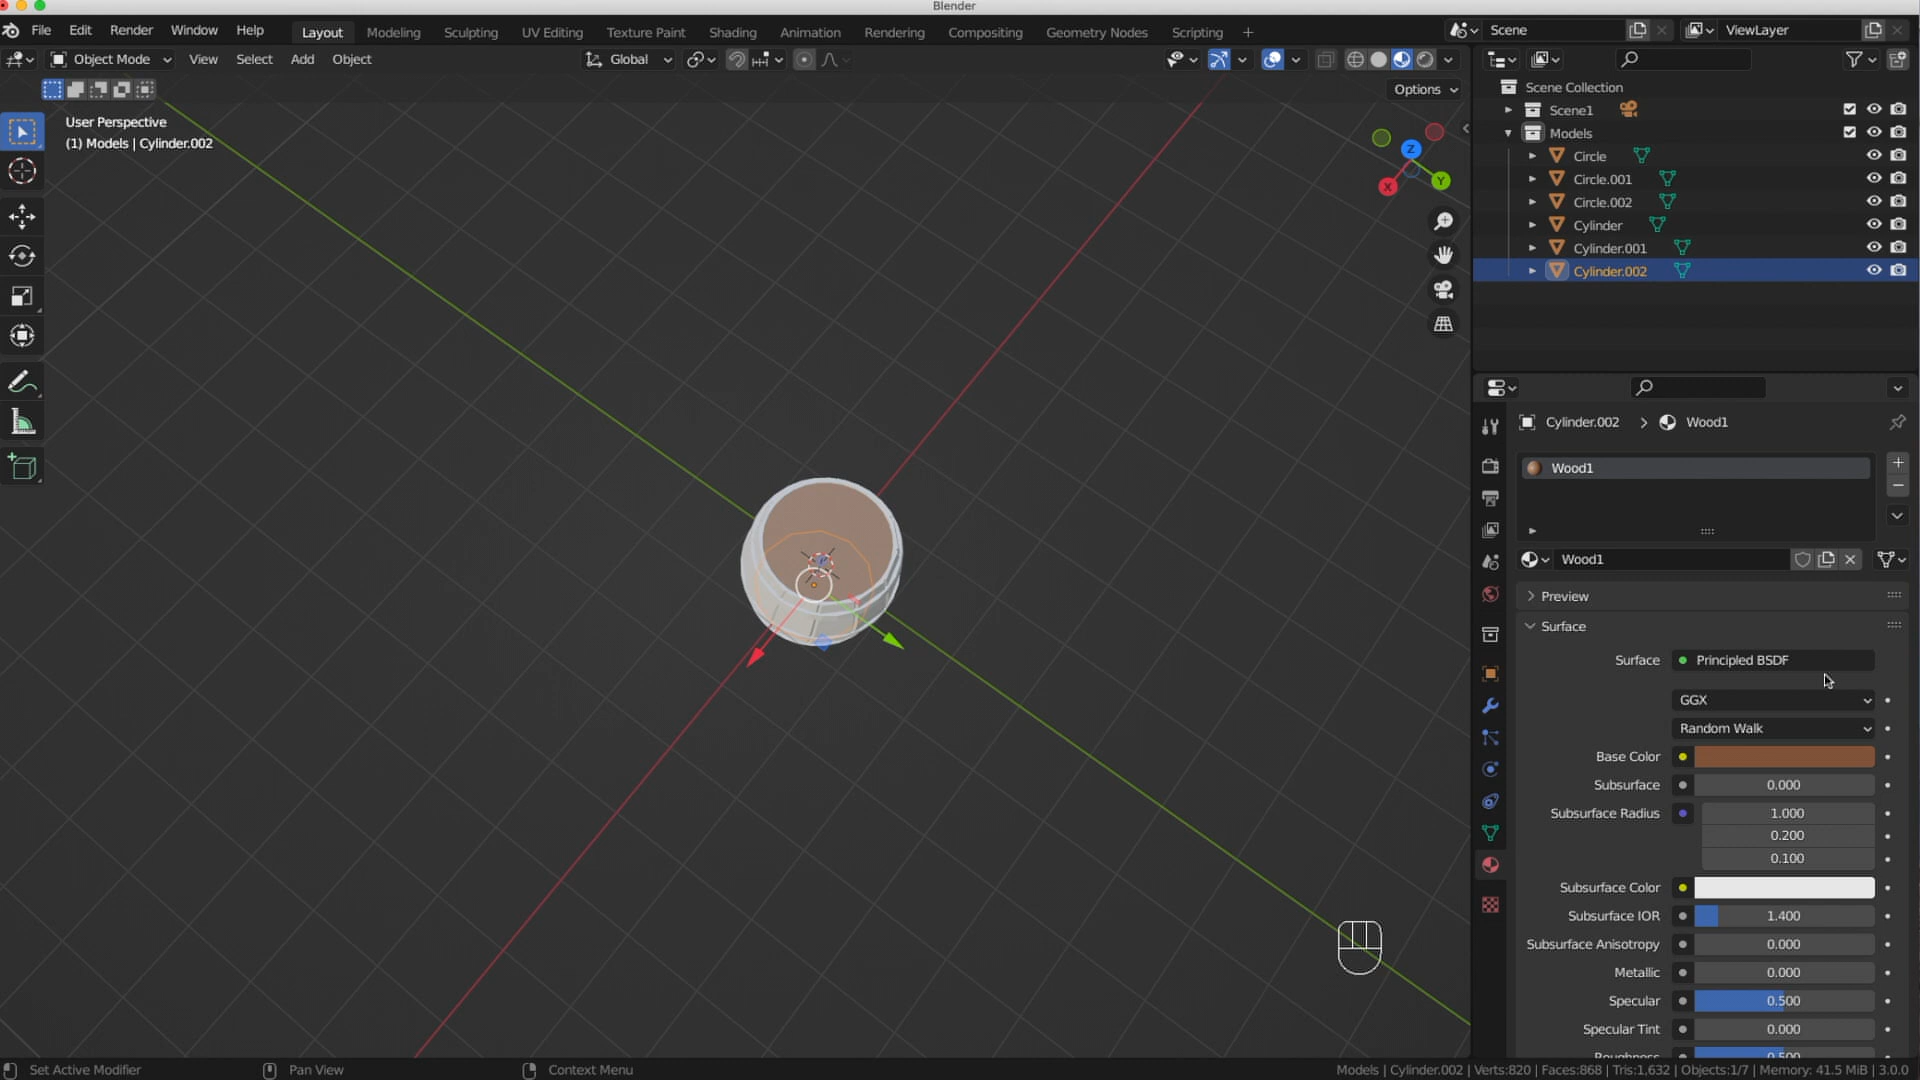 Blender
File Edit Render Window Help Layout Modeling Sculpting UV Editing Texture Paint Shading Animation Rendering Compositing Geometry Nodes Scripting + Scene ViewLayer
Object Mode View Select Add Object Global
Options
User Perspective
(1) Models | Cylinder.002
Z
X
Y
Scene Collection
Scene1
Models
Circle
Circle.001
Circle.002
Cylinder
Cylinder.001
Cylinder.002
Cylinder.002 > Wood1
Wood1
Wood1
Preview
Surface
Surface Principled BSDF
GGX
Random Walk
Base Color
Subsurface 0.000
Subsurface Radius 1.000
0.200
0.100
Subsurface Color
Subsurface IOR 1.400
Subsurface Anisotropy 0.000
Metallic 0.000
Specular 0.500
Specular Tint 0.000
Roughness 0.500
Set Active Modifier Pan View Context Menu Models | Cylinder.002 | Verts:820 | Faces:868 | Tris:1,632 | Objects:1/7 | Memory: 41.5 MiB | 3.0.0